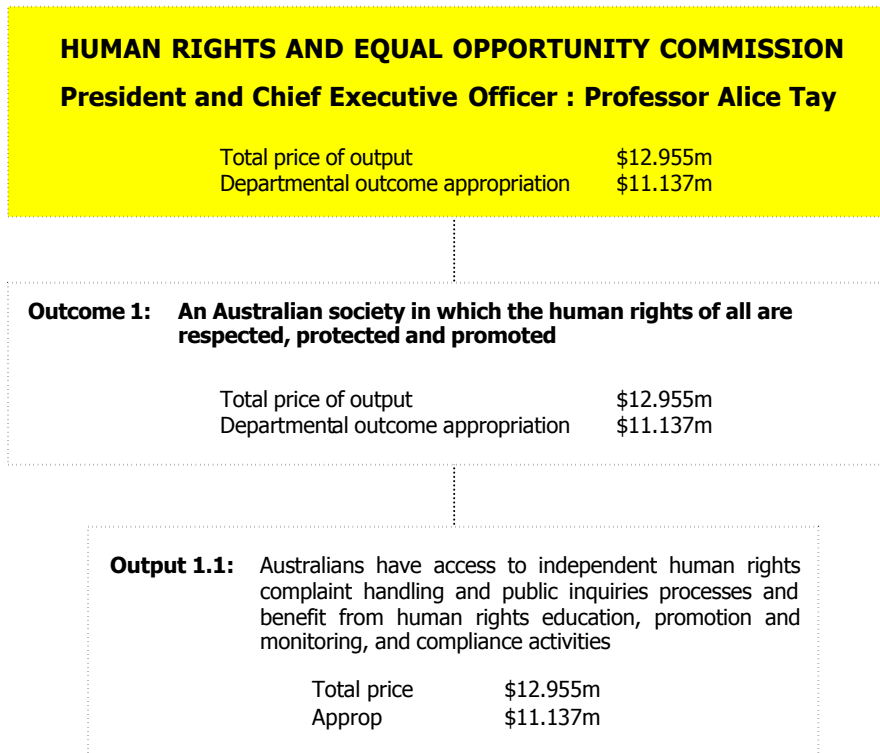 HUMAN RIGHTS AND EQUAL OPPORTUNITY COMMISSION
President and Chief Executive Officer : Professor Alice Tay
Total price of output $12.955m
Departmental outcome appropriation $11.137m
Outcome 1: An Australian society in which the human rights of all are
respected, protected and promoted
Total price of output $12.955m
Departmental outcome appropriation $11.137m
Output 1.1: Australians have access to independent human rights
complaint handling and public inquiries processes and
benefit from human rights education, promotion and
monitoring, and compliance activities
Total price $12.955m
Approp $11.137m